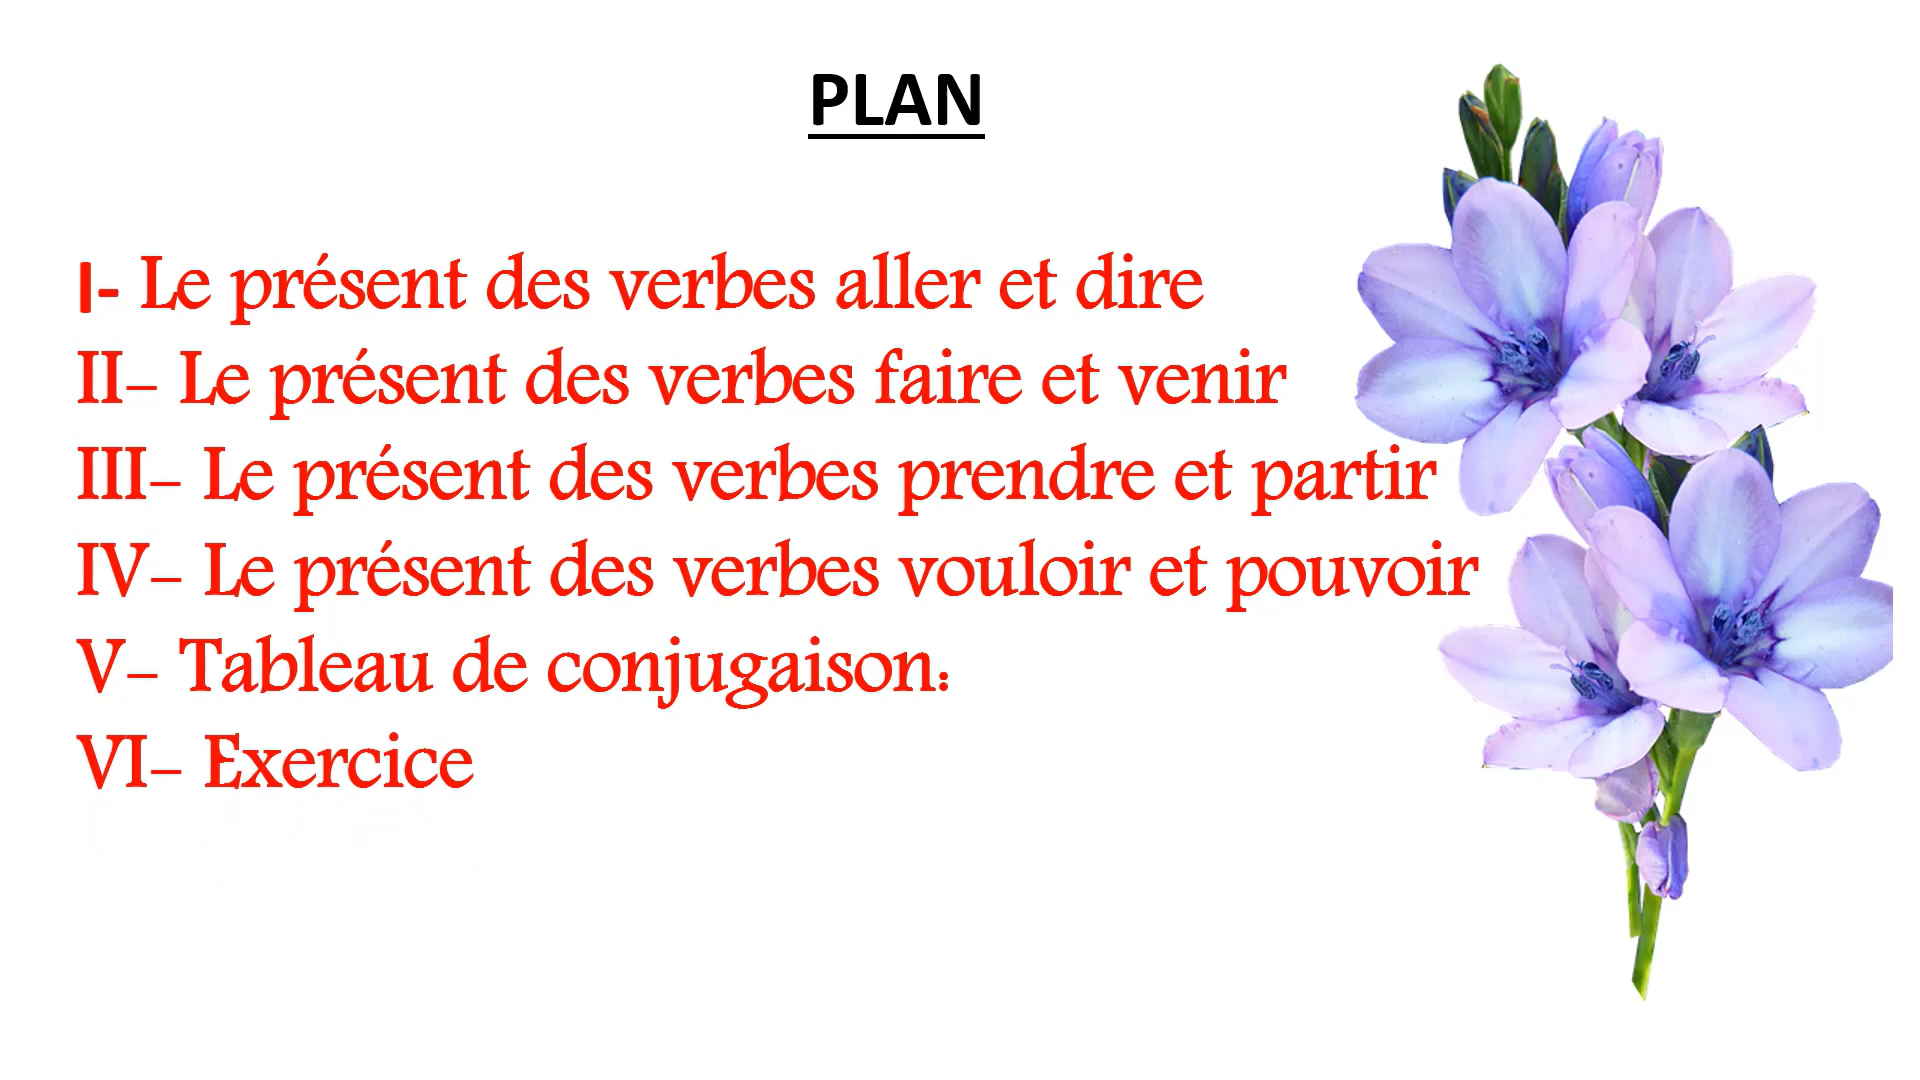 PLAN
I- Le présent des verbes aller et dire
II- Le présent des verbes faire et venir
III- Le présent des verbes prendre et partir
IV- Le présent des verbes vouloir et pouvoir
V- Tableau de conjugaison:
VI- Exercice